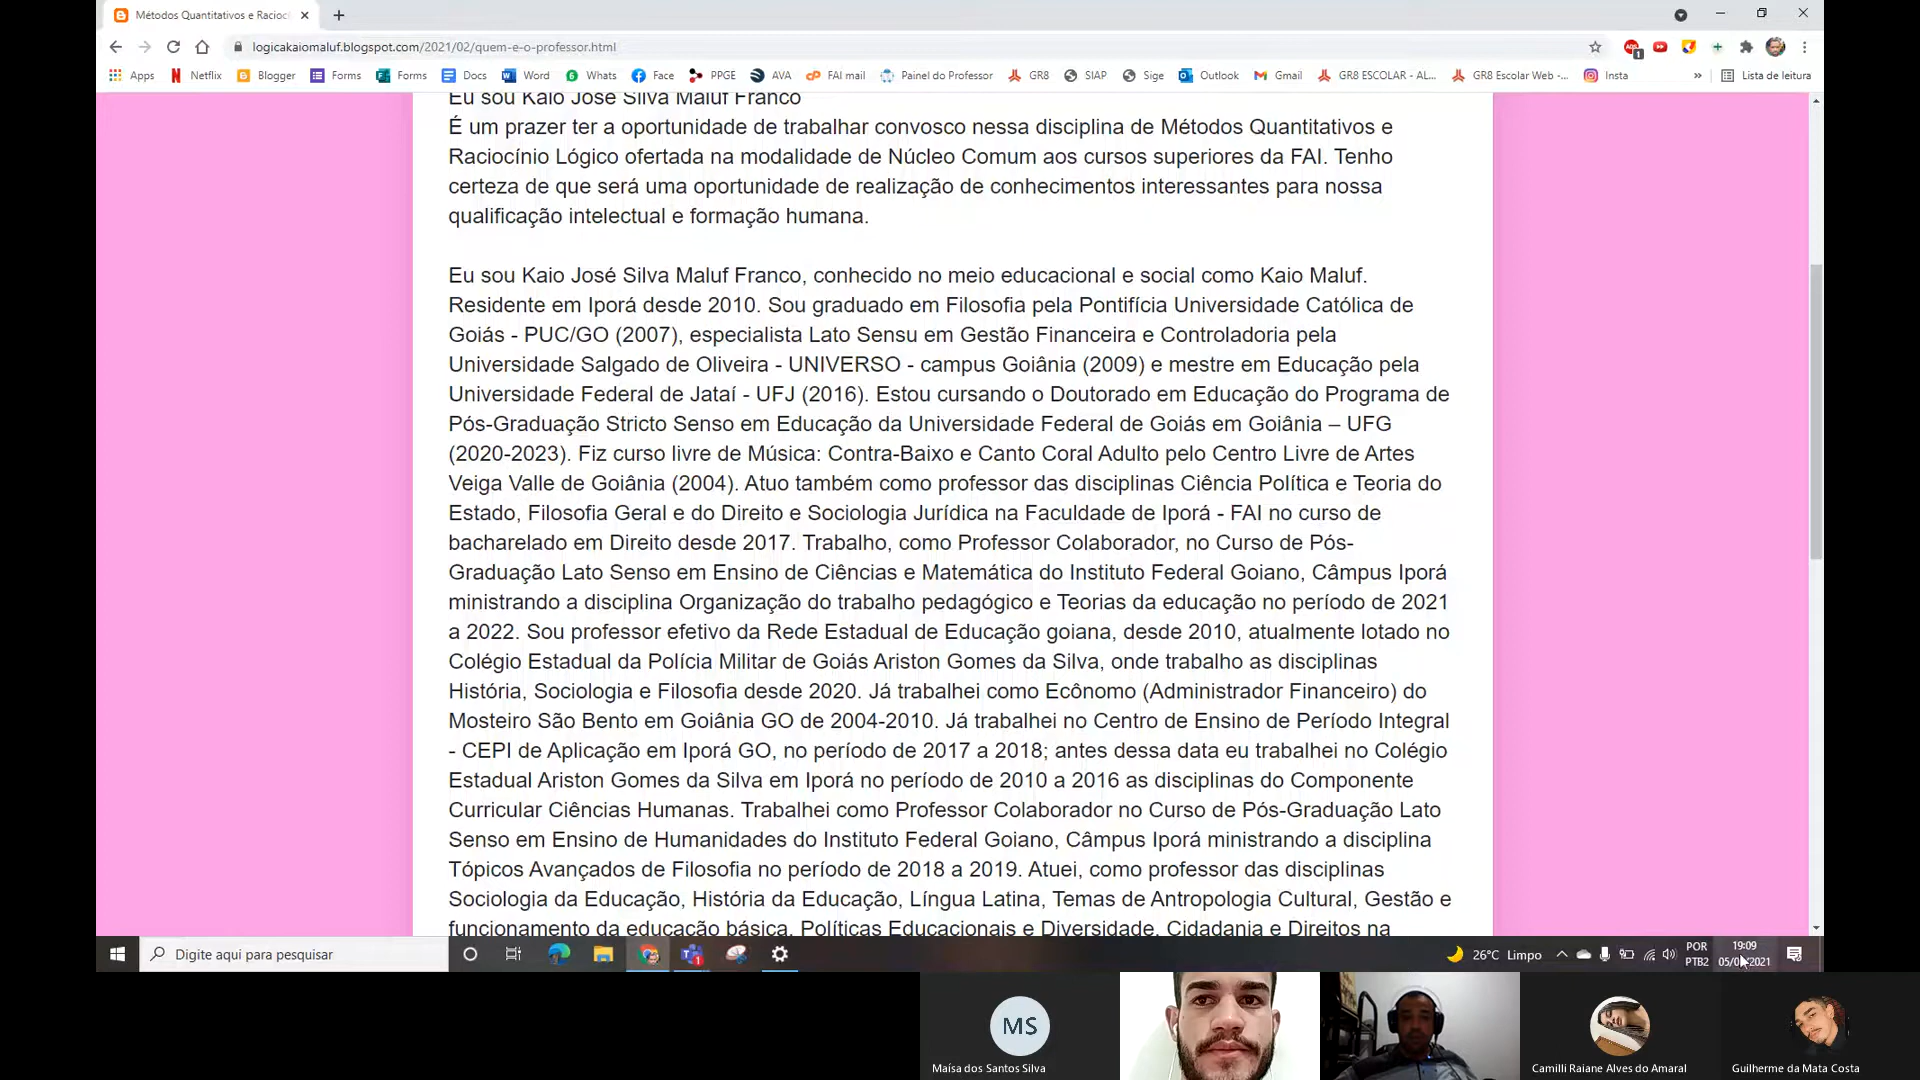 Métodos Quantitativos e Racioc
logicakaiomaluf.blogspot.com/2021/02/quem-e-o-professor.html
Apps Netflix Blogger Forms Forms Docs Word Whats Face PPGE AVA FAI mail Painel do Professor GR8 SIAP Sige Outlook Gmail GR8 ESCOLAR - AL... GR8 Escolar Web -... Insta » Lista de leitura
Eu sou Kaio José Silva Maluf Franco
É um prazer ter a oportunidade de trabalhar convosco nessa disciplina de Métodos Quantitativos e
Raciocínio Lógico ofertada na modalidade de Núcleo Comum aos cursos superiores da FAI. Tenho
certeza de que será uma oportunidade de realização de conhecimentos interessantes para nossa
qualificação intelectual e formação humana.
Eu sou Kaio José Silva Maluf Franco, conhecido no meio educacional e social como Kaio Maluf.
Residente em Iporá desde 2010. Sou graduado em Filosofia pela Pontifícia Universidade Católica de
Goiás - PUC/GO (2007), especialista Lato Sensu em Gestão Financeira e Controladoria pela
Universidade Salgado de Oliveira - UNIVERSO - campus Goiânia (2009) e mestre em Educação pela
Universidade Federal de Jataí - UFJ (2016). Estou cursando o Doutorado em Educação do Programa de
Pós-Graduação Stricto Senso em Educação da Universidade Federal de Goiás em Goiânia – UFG
(2020-2023). Fiz curso livre de Música: Contra-Baixo e Canto Coral Adulto pelo Centro Livre de Artes
Veiga Valle de Goiânia (2004). Atuo também como professor das disciplinas Ciência Política e Teoria do
Estado, Filosofia Geral e do Direito e Sociologia Jurídica na Faculdade de Iporá - FAI no curso de
bacharelado em Direito desde 2017. Trabalho, como Professor Colaborador, no Curso de Pós-
Graduação Lato Senso em Ensino de Ciências e Matemática do Instituto Federal Goiano, Câmpus Iporá
ministrando a disciplina Organização do trabalho pedagógico e Teorias da educação no período de 2021
a 2022. Sou professor efetivo da Rede Estadual de Educação goiana, desde 2010, atualmente lotado no
Colégio Estadual da Polícia Militar de Goiás Ariston Gomes da Silva, onde trabalho as disciplinas
História, Sociologia e Filosofia desde 2020. Já trabalhei como Ecônomo (Administrador Financeiro) do
Mosteiro São Bento em Goiânia GO de 2004-2010. Já trabalhei no Centro de Ensino de Período Integral
- CEPI de Aplicação em Iporá GO, no período de 2017 a 2018; antes dessa data eu trabalhei no Colégio
Estadual Ariston Gomes da Silva em Iporá no período de 2010 a 2016 as disciplinas do Componente
Curricular Ciências Humanas. Trabalhei como Professor Colaborador no Curso de Pós-Graduação Lato
Senso em Ensino de Humanidades do Instituto Federal Goiano, Câmpus Iporá ministrando a disciplina
Tópicos Avançados de Filosofia no período de 2018 a 2019. Atuei, como professor das disciplinas
Sociologia da Educação, História da Educação, Língua Latina, Temas de Antropologia Cultural, Gestão e
funcionamento da educação básica, Políticas Educacionais e Diversidade, Cidadania e Direitos na
Digite aqui para pesquisar
26°C Limpo
POR
PTB2
19:09
MS
Maísa dos Santos Silva
Camilli Raiane Alves do Amaral
Guilherme da Mata Costa